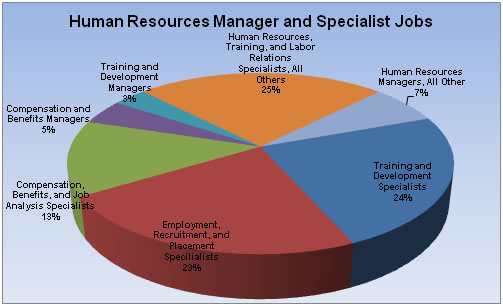 Human Resources Manager and Specialist Jobs
Human Resources,
Training, and Labor
Relations
Specialists, All
Others
25%
Human Resources
Managers, All Other
7%
Training and
Development
Specialists
24%
Employment,
Recruitment, and
Placement
Specilialists
23%
Compensation,
Benefits, and Job
Analysis Specialists
13%
Compensation and
Benefits Managers
5%
Training and
Development
Managers
3%